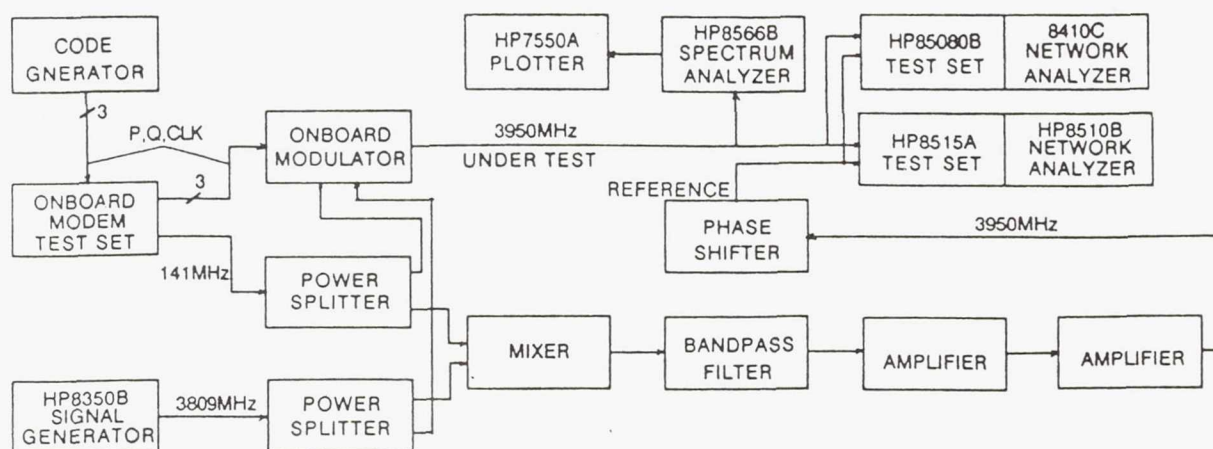 CODE
GNERATOR
3
P,Q,CLK
3
ONBOARD
MODEM
TEST SET
141MHz
HP8350B
SIGNAL
GENERATOR
3809MHz
POWER
SPLITTER
POWER
SPLITTER
ONBOARD
MODULATOR
3950MHz
UNDER TEST
HP7550A
PLOTTER
HP8566B
SPECTRUM
ANALYZER
HP85080B
TEST SET
8410C
NETWORK
ANALYZER
HP8515A
TEST SET
HP8510B
NETWORK
ANALYZER
REFERENCE
PHASE
SHIFTER
3950MHz
MIXER
BANDPASS
FILTER
AMPLIFIER
AMPLIFIER